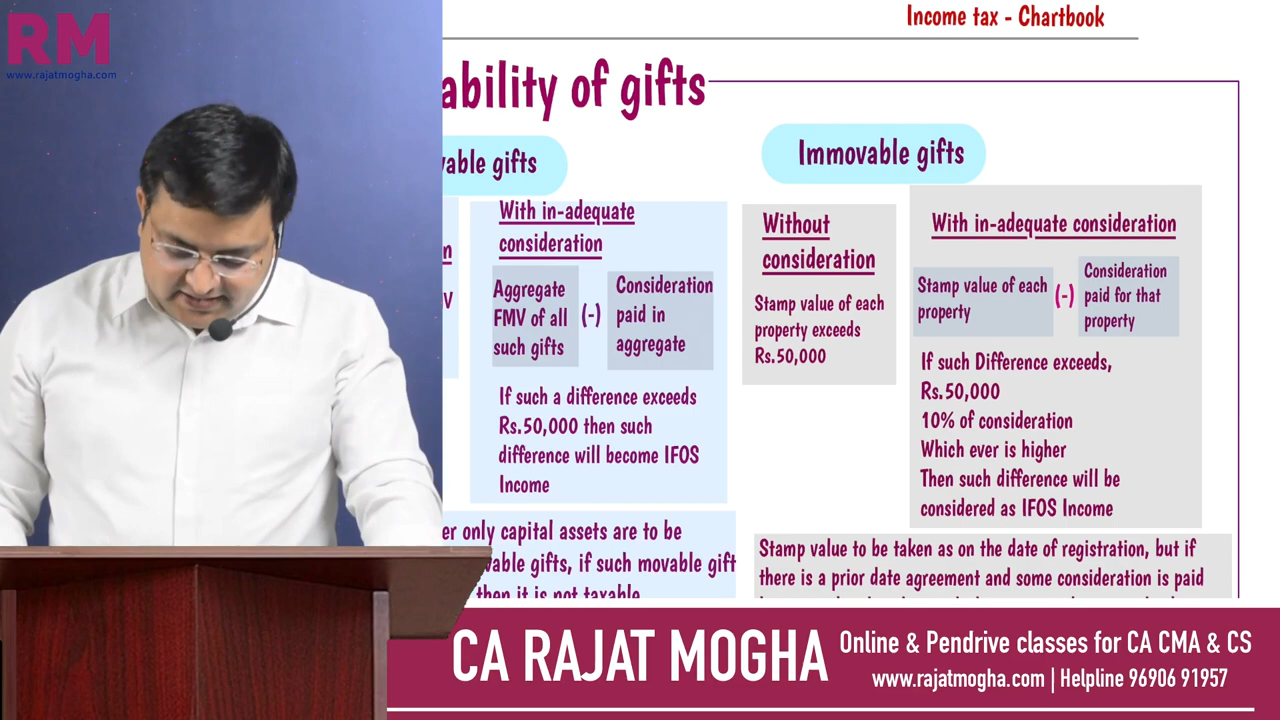 RM
www.rajatmogha.com
Income tax - Chartbook
ability of gifts
vable gifts
Immovable gifts
With in-adequate
consideration
Aggregate
FMV of all
such gifts
(-)
Consideration
paid in
aggregate
If such a difference exceeds
Rs.50,000 then such
difference will become IFOS
Income
Without
consideration
Stamp value of each
property exceeds
Rs.50,000
With in-adequate consideration
Stamp value of each
property
(-)
Consideration
paid for that
property
If such Difference exceeds,
Rs.50,000
10% of consideration
Which ever is higher
Then such difference will be
considered as IFOS Income
er only capital assets are to be
vable gifts, if such movable gift
then it is not taxable
Stamp value to be taken as on the date of registration, but if
there is a prior date agreement and some consideration is paid
CA RAJAT MOGHA
Online & Pendrive classes for CA CMA & CS
www.rajatmogha.com | Helpline 96906 91957